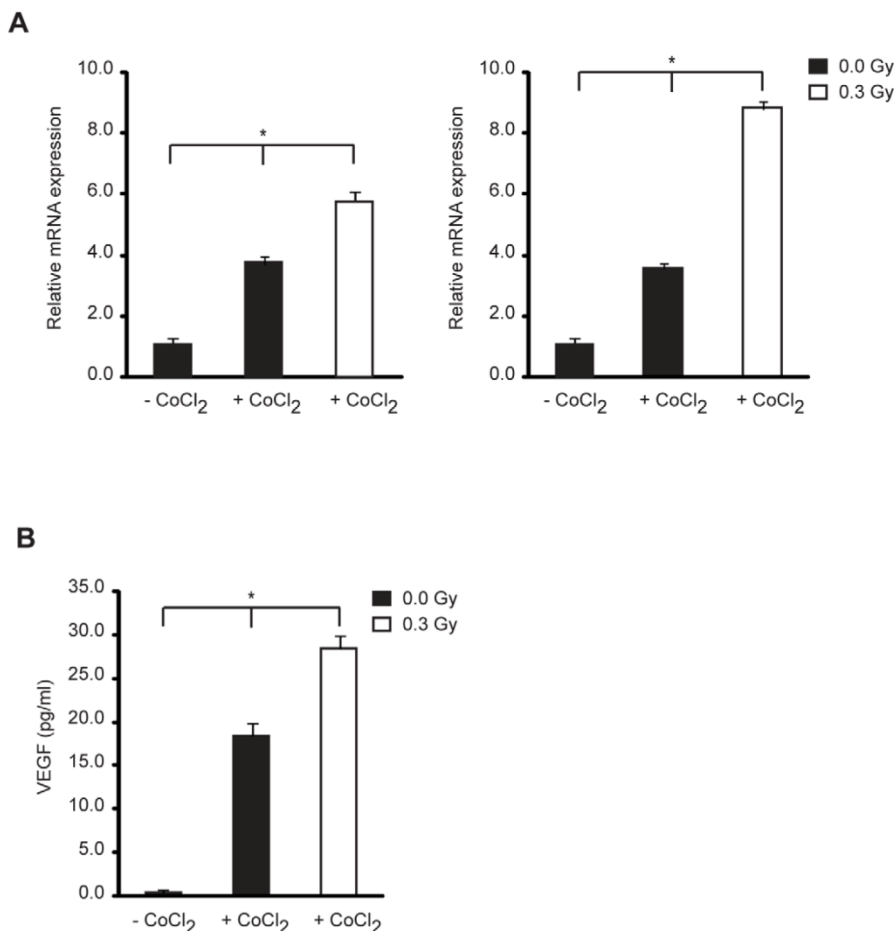 A
10.0
8.0
6.0
4.0
2.0
0.0
Relative mRNA expression
*
- CoCl2 + CoCl2 + CoCl2
10.0
8.0
6.0
4.0
2.0
0.0
Relative mRNA expression
*
- CoCl2 + CoCl2 + CoCl2
0.0 Gy
0.3 Gy
B
35.0
30.0
25.0
20.0
15.0
10.0
5.0
0.0
VEGF (pg/ml)
*
- CoCl2 + CoCl2 + CoCl2
0.0 Gy
0.3 Gy